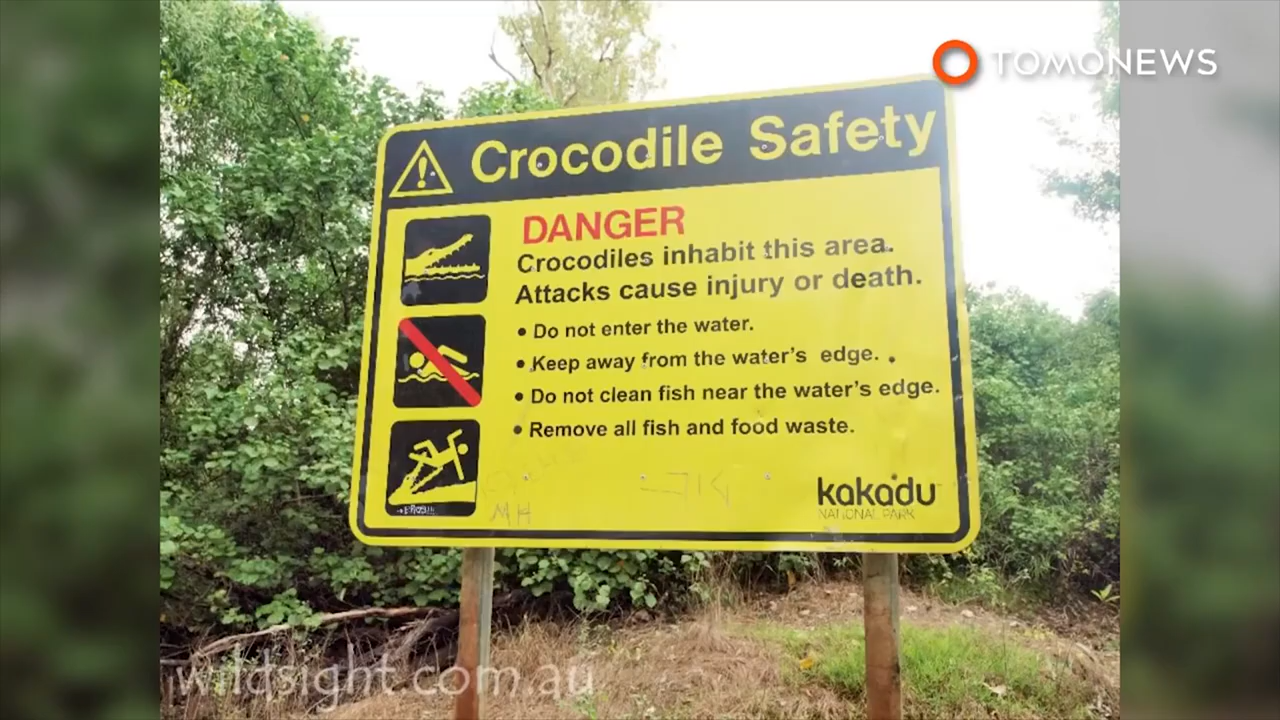 TOMONEWS
Crocodile Safety
DANGER
Crocodiles inhabit this area.
Attacks cause injury or death.
• Do not enter the water.
• Keep away from the water's edge.
• Do not clean fish near the water's edge.
• Remove all fish and food waste.
kakadu
NATIONAL PARK
MH
wildsight.com.au